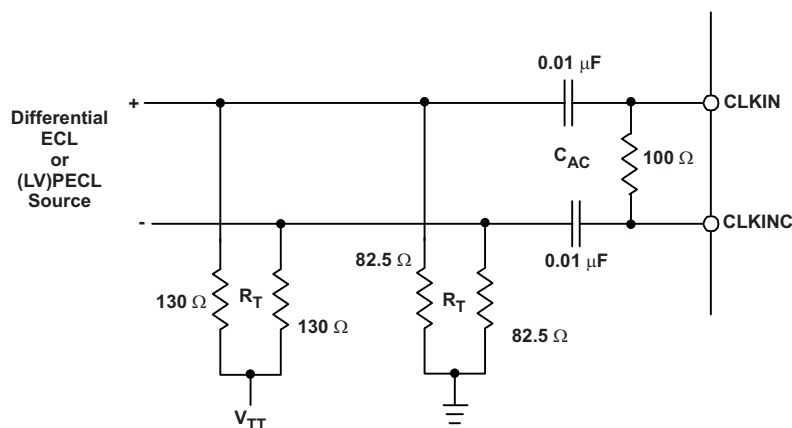 0.01 μF
+
CLKIN
Differential
ECL
or
(LV)PECL
Source
C_AC
100 Ω
-
CLKINC
0.01 μF
82.5 Ω
130 Ω
R_T
130 Ω
R_T
82.5 Ω
V_TT